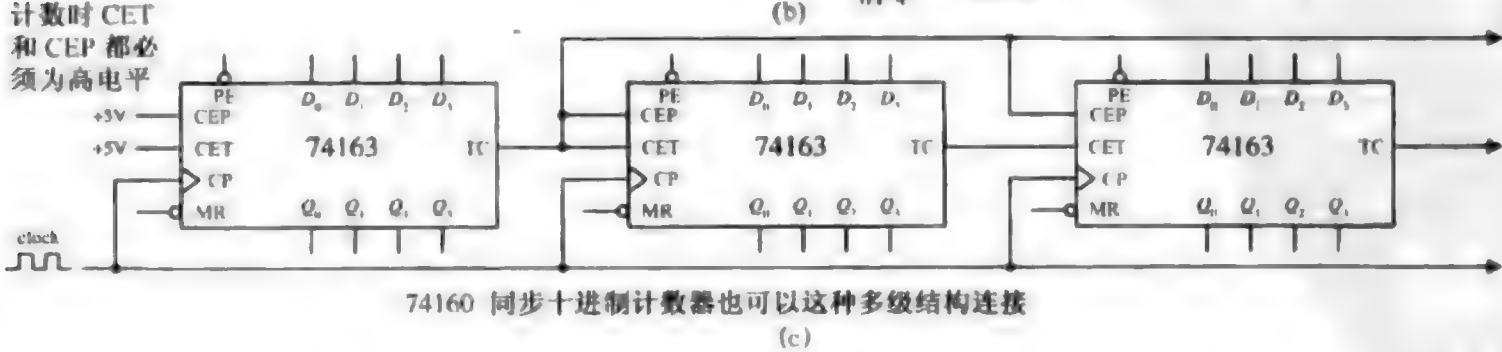 计数时 CET
和 CEP 都必
须为高电平
(b)
PE D₀ D₁ D₂ D₃
+5V CEP
+5V CET 74163 TC
CP
MR Q₀ Q₁ Q₂ Q₃
PE D₀ D₁ D₂ D₃
CEP
CET 74163 TC
CP
MR Q₀ Q₁ Q₂ Q₃
PE D₀ D₁ D₂ D₃
CEP
CET 74163 TC
CP
MR Q₀ Q₁ Q₂ Q₃
clock
74160 同步十进制计数器也可以这种多级结构连接
(c)